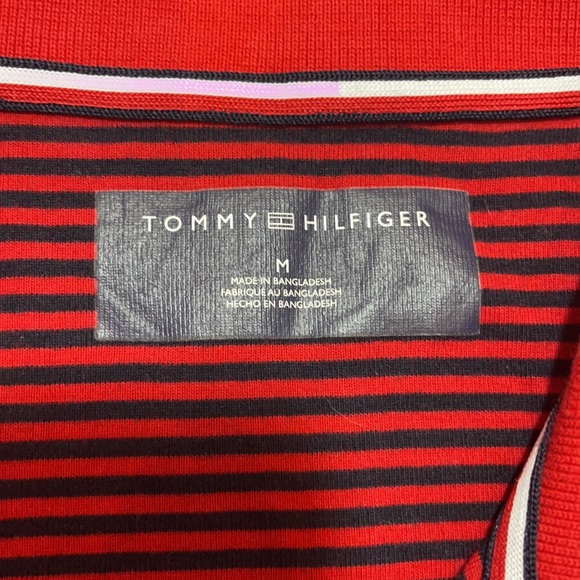 TOMMY HILFIGER
M
MADE IN BANGLADESH
FABRIQUÉ AU BANGLADESH
HECHO EN BANGLADESH